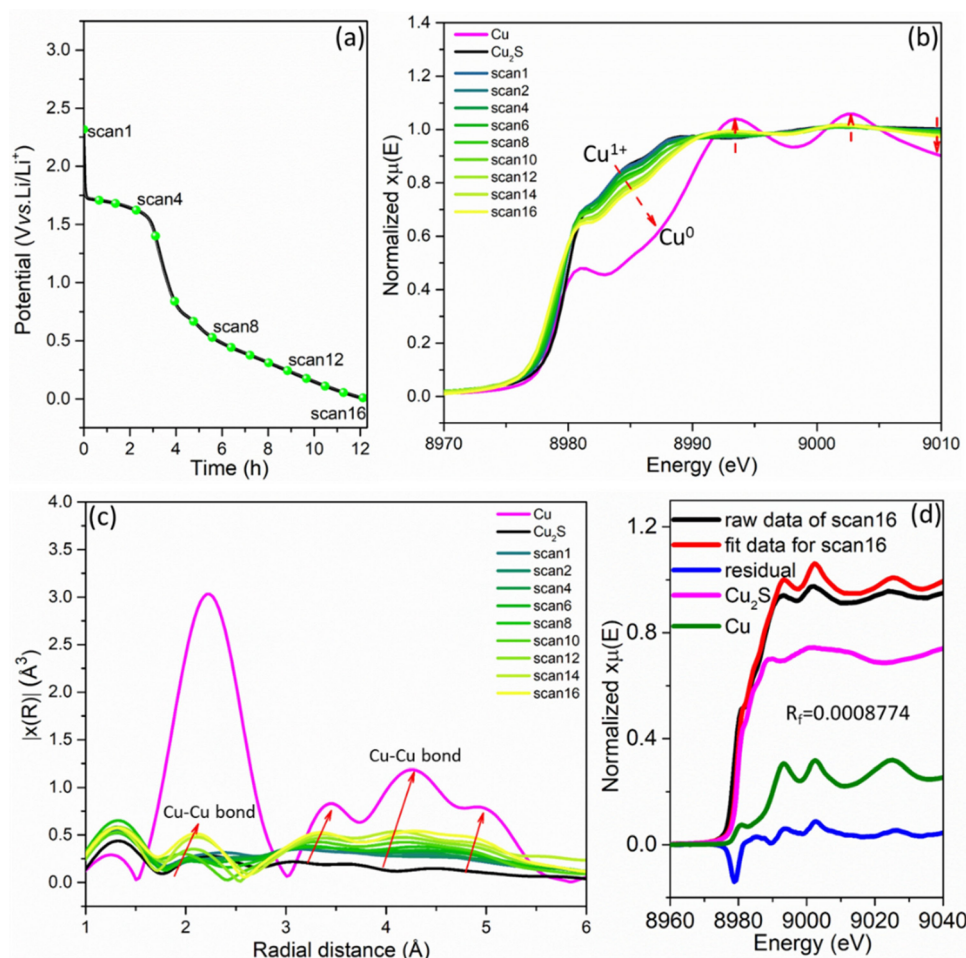 (a)
3.0
2.5
2.0
1.5
1.0
0.5
0.0
Potential (V vs.Li/Li⁺)
scan1
scan4
scan8
scan12
scan16
0 2 4 6 8 10 12
Time (h)
(b)
1.4
1.2
1.0
0.8
0.6
0.4
0.2
0.0
Normalized xμ(E)
Cu
Cu₂S
scan1
scan2
scan4
scan6
scan8
scan10
scan12
scan14
scan16
Cu¹⁺
Cu⁰
8970 8980 8990 9000 9010
Energy (eV)
(c)
4.0
3.5
3.0
2.5
2.0
1.5
1.0
0.5
0.0
|x(R)| (Å³)
Cu
Cu₂S
scan1
scan2
scan4
scan6
scan8
scan10
scan12
scan14
scan16
Cu-Cu bond
Cu-Cu bond
1 2 3 4 5 6
Radial distance (Å)
(d)
1.2
0.8
0.4
0.0
Normalized xμ(E)
raw data of scan16
fit data for scan16
residual
Cu₂S
Cu
R_f=0.0008774
8960 8980 9000 9020 9040
Energy (eV)